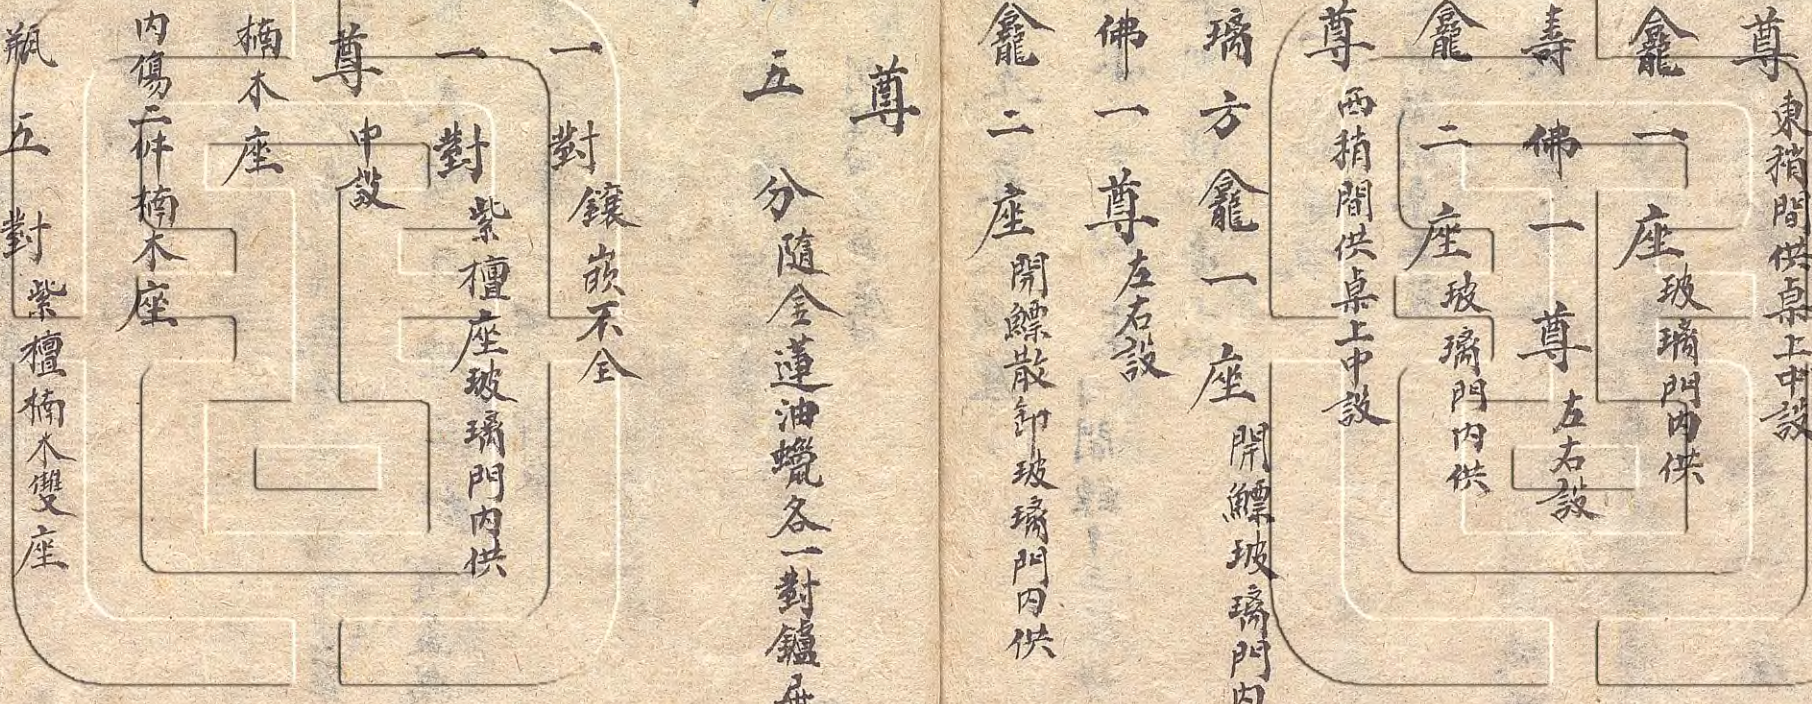 尊東稍間供桌上中設
龕一座玻璃門內供
壽佛一尊左右設
龕二座玻璃門內供
尊西稍間供桌上中設
璃方龕一座開鰾玻璃門內
佛一尊左右設
龕二座開鰾散卸玻璃門內供
尊
五分隨金蓮油蠟各一對鑪
一對鑲嵌不全
一對紫檀座玻璃門內供
尊中設
楠木座
內傷二件楠木座
瓶五對紫檀楠木雙座